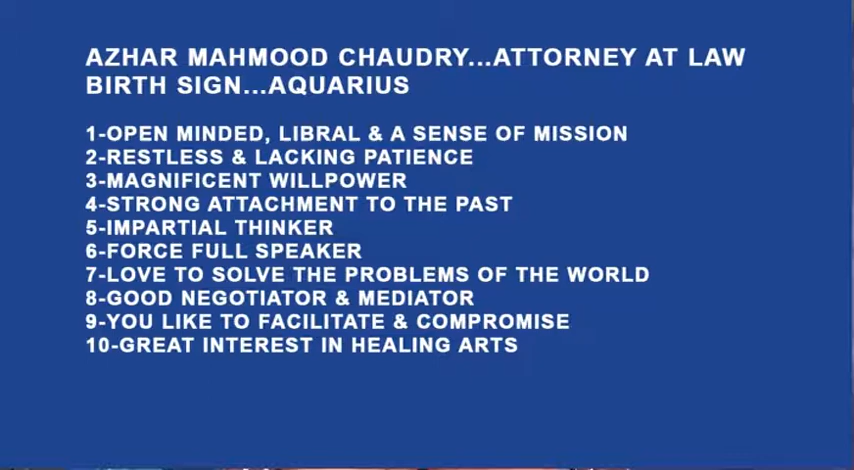 AZHAR MAHMOOD CHAUDRY...ATTORNEY AT LAW
BIRTH SIGN...AQUARIUS
1-OPEN MINDED, LIBRAL & A SENSE OF MISSION
2-RESTLESS & LACKING PATIENCE
3-MAGNIFICENT WILLPOWER
4-STRONG ATTACHMENT TO THE PAST
5-IMPARTIAL THINKER
6-FORCE FULL SPEAKER
7-LOVE TO SOLVE THE PROBLEMS OF THE WORLD
8-GOOD NEGOTIATOR & MEDIATOR
9-YOU LIKE TO FACILITATE & COMPROMISE
10-GREAT INTEREST IN HEALING ARTS